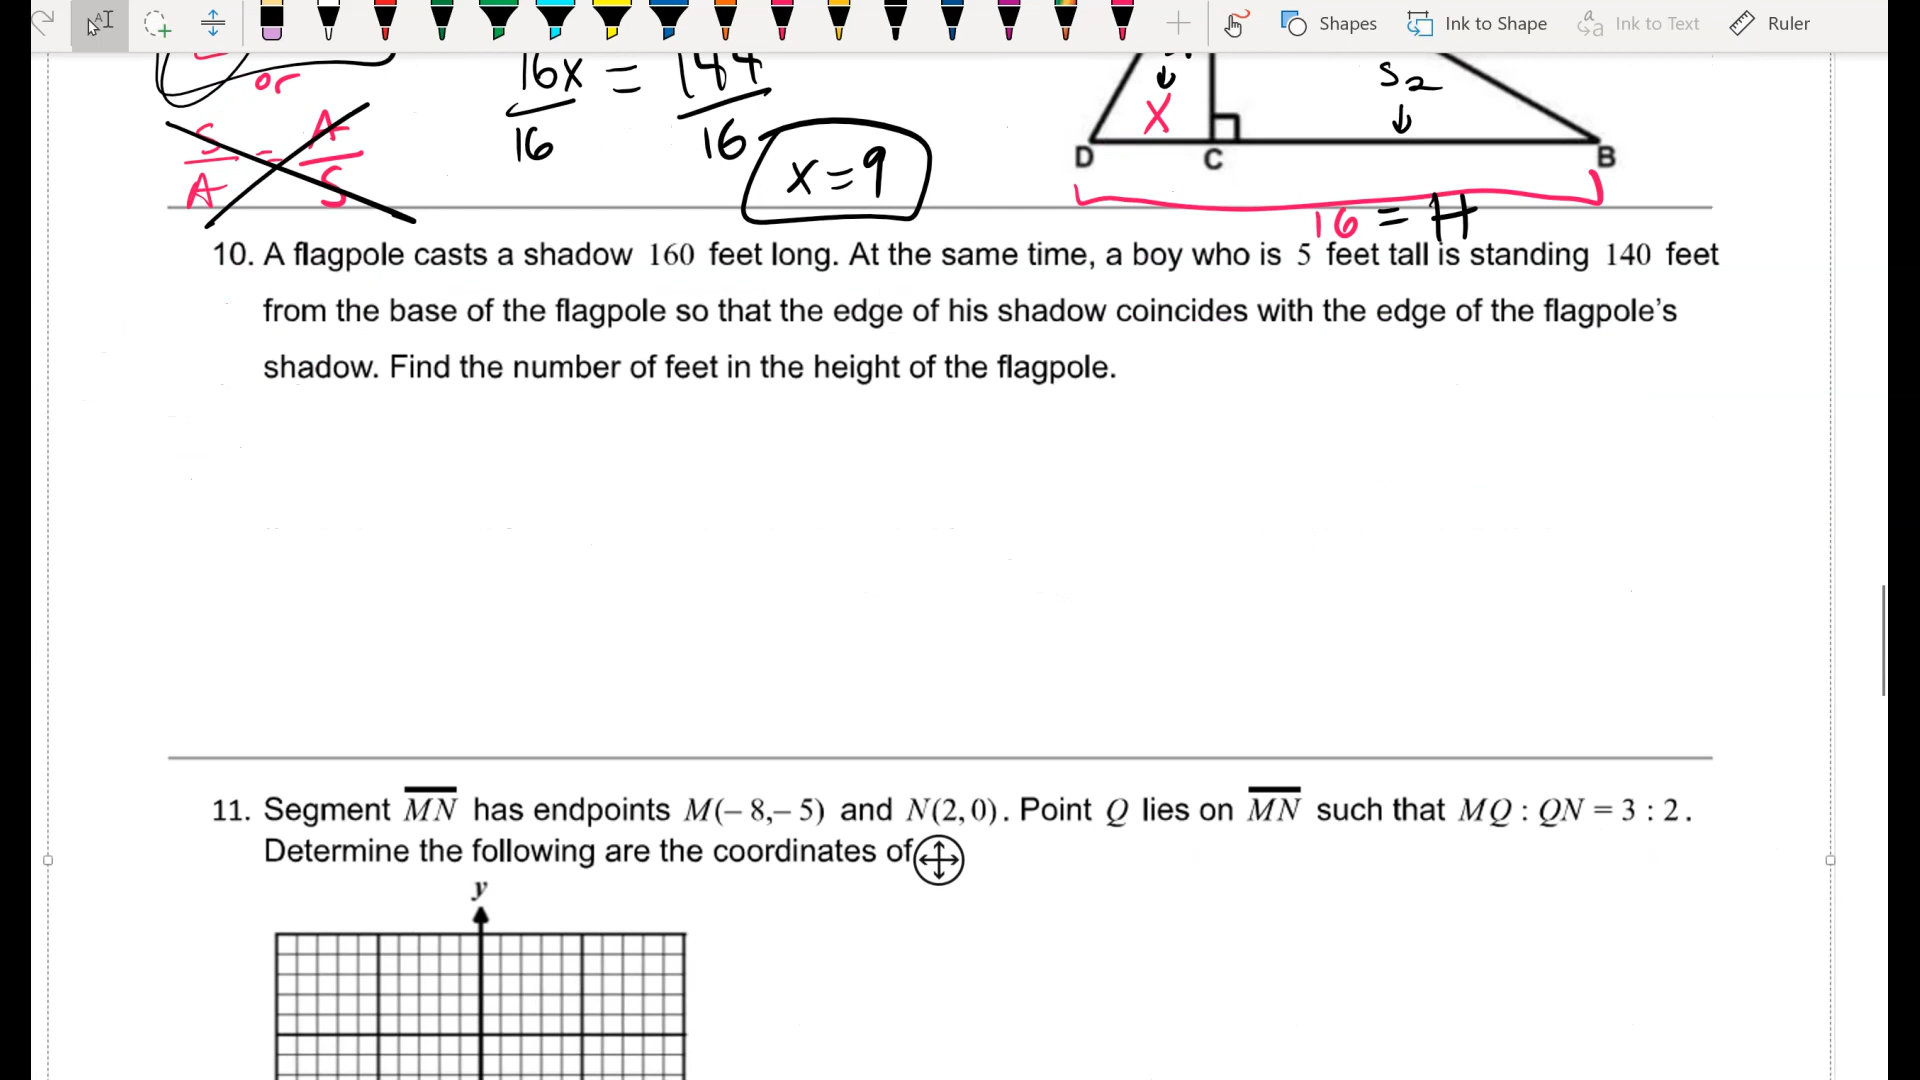 Shapes Ink to Shape Ink to Text Ruler
or
S/A = A/S
16x = 144
16 16
x = 9
S2
X
D C B
16 = H
10. A flagpole casts a shadow 160 feet long. At the same time, a boy who is 5 feet tall is standing 140 feet
from the base of the flagpole so that the edge of his shadow coincides with the edge of the flagpole’s
shadow. Find the number of feet in the height of the flagpole.
11. Segment MN has endpoints M(– 8,– 5) and N(2, 0). Point Q lies on MN such that MQ : QN = 3 : 2.
Determine the following are the coordinates of
y